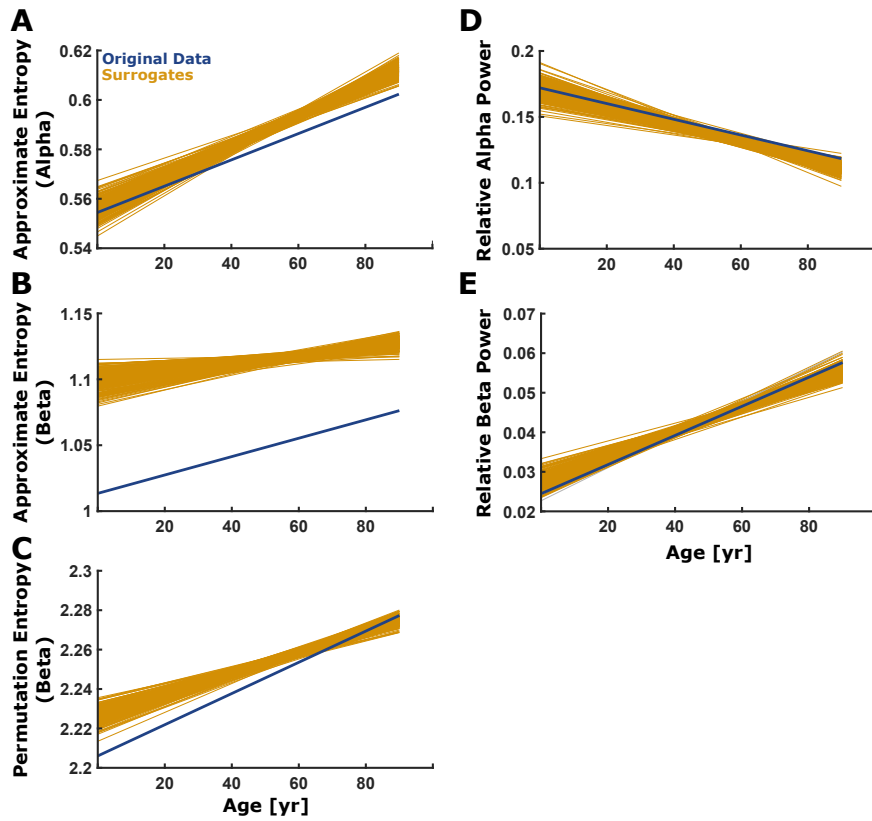 A
Approximate Entropy
(Alpha)
0.62
0.6
0.58
0.56
0.54
Original Data
Surrogates
20
40
60
80
B
Approximate Entropy
(Beta)
1.15
1.1
1.05
1
20
40
60
80
C
Permutation Entropy
(Beta)
2.3
2.28
2.26
2.24
2.22
2.2
20
40
60
80
Age [yr]
D
Relative Alpha Power
0.2
0.15
0.1
0.05
20
40
60
80
E
Relative Beta Power
0.07
0.06
0.05
0.04
0.03
0.02
20
40
60
80
Age [yr]